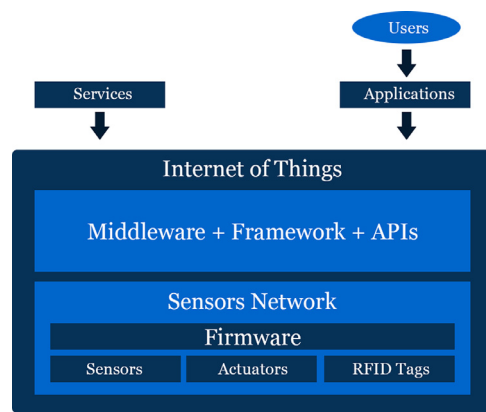 Users
Services
Applications
Internet of Things
Middleware + Framework + APIs
Sensors Network
Firmware
Sensors
Actuators
RFID Tags